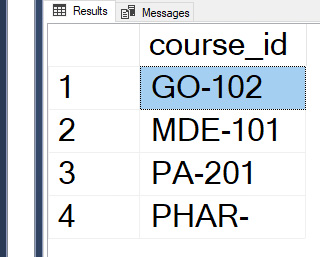 Results Messages
course_id
1 GO-102
2 MDE-101
3 PA-201
4 PHAR-